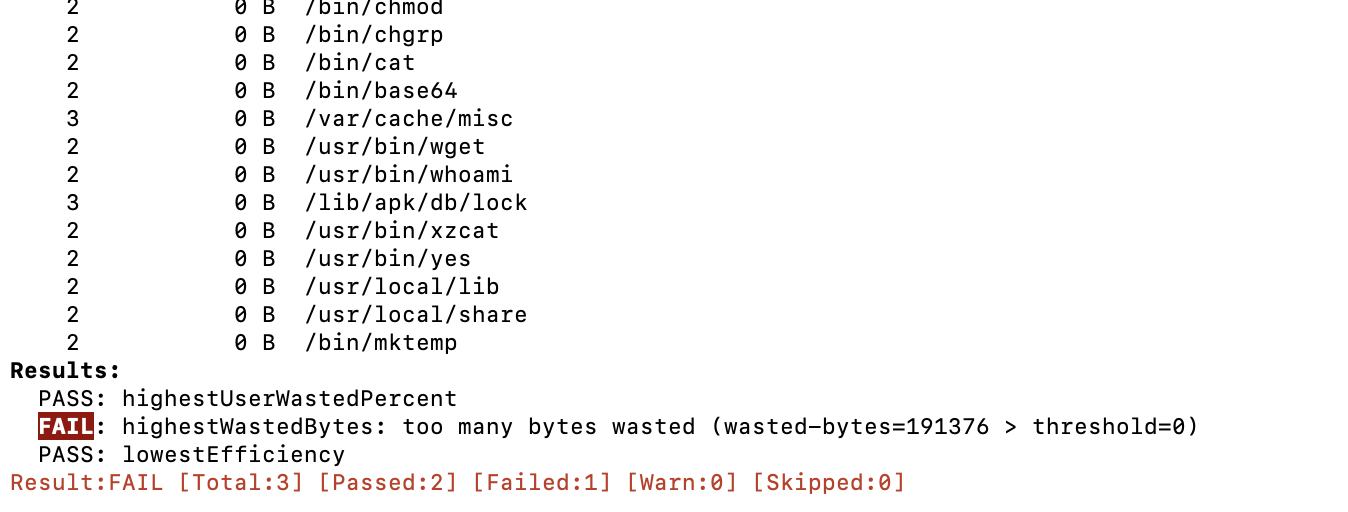 2 0 B /bin/chmod
2 0 B /bin/chgrp
2 0 B /bin/cat
2 0 B /bin/base64
3 0 B /var/cache/misc
2 0 B /usr/bin/wget
2 0 B /usr/bin/whoami
3 0 B /lib/apk/db/lock
2 0 B /usr/bin/xzcat
2 0 B /usr/bin/yes
2 0 B /usr/local/lib
2 0 B /usr/local/share
2 0 B /bin/mktemp
Results:
PASS: highestUserWastedPercent
FAIL: highestWastedBytes: too many bytes wasted (wasted-bytes=191376 > threshold=0)
PASS: lowestEfficiency
Result:FAIL [Total:3] [Passed:2] [Failed:1] [Warn:0] [Skipped:0]